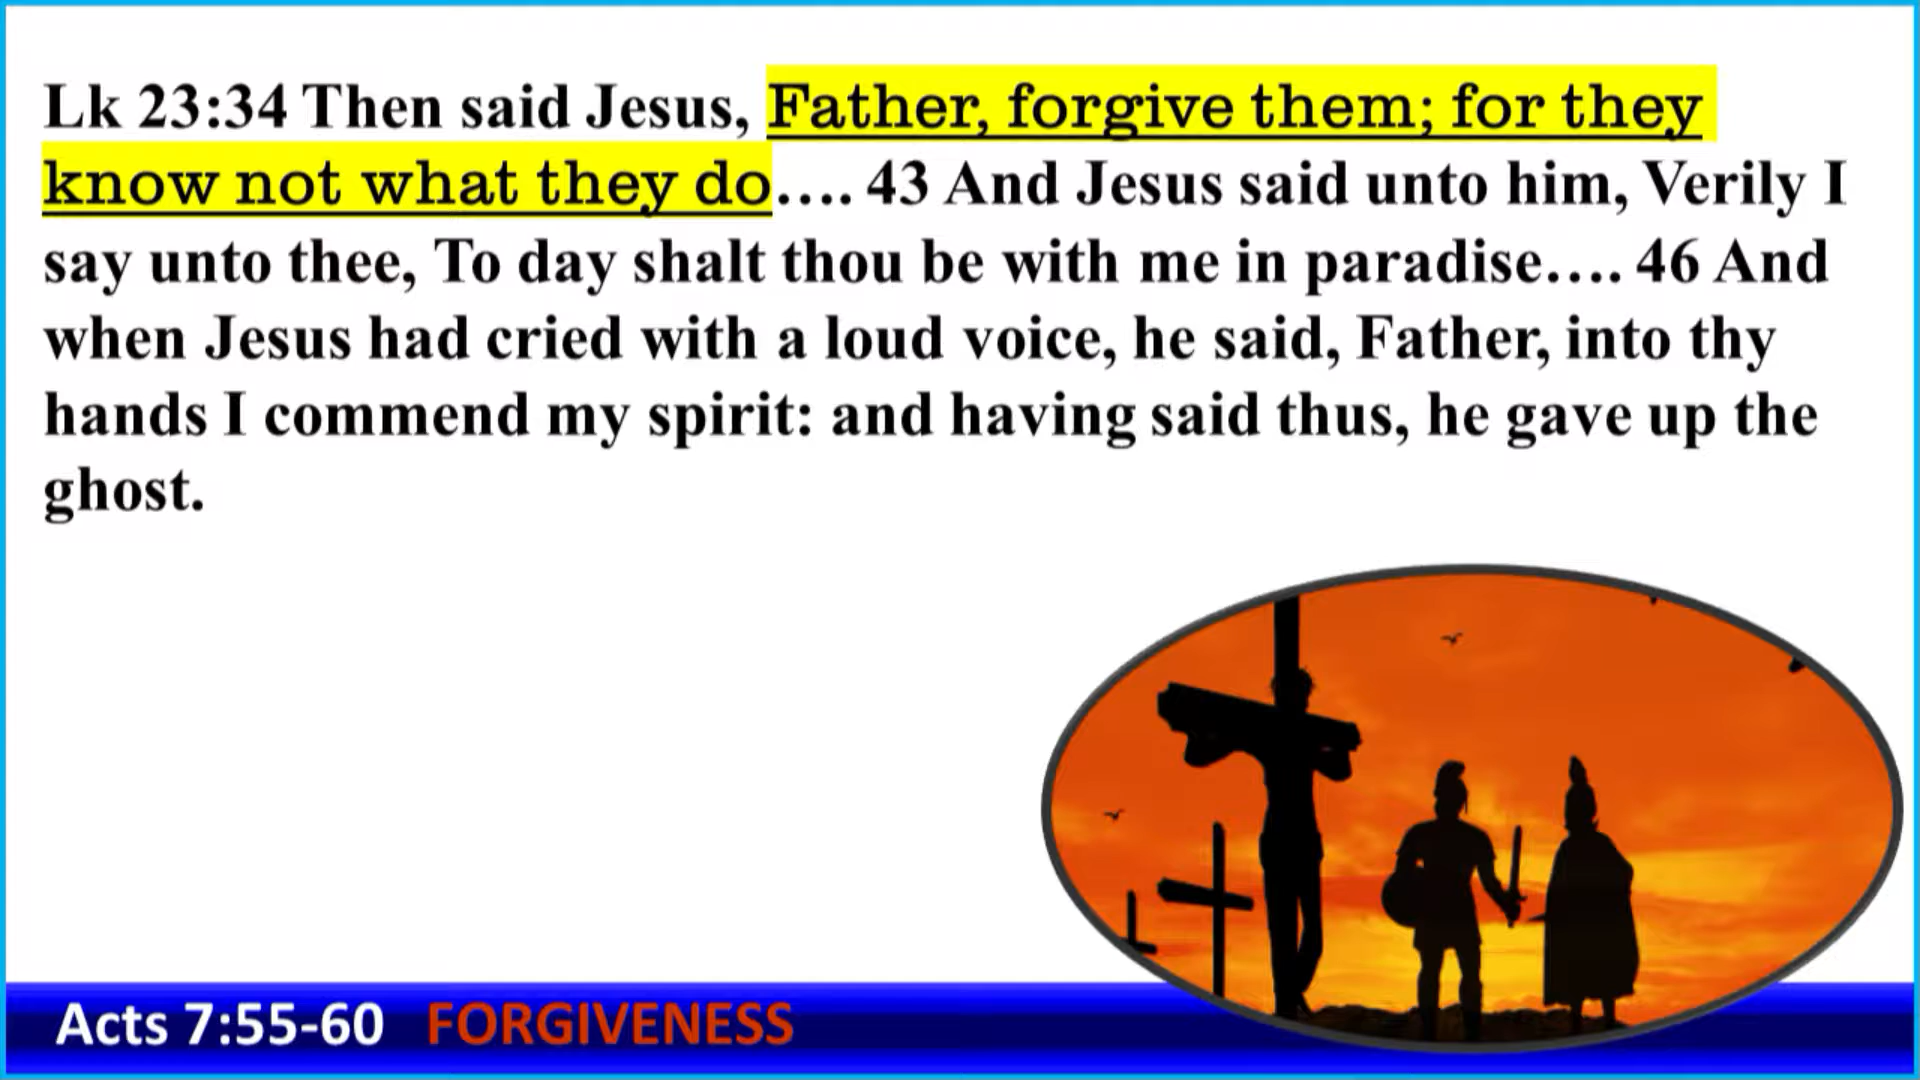 Lk 23:34 Then said Jesus, Father, forgive them; for they
know not what they do…. 43 And Jesus said unto him, Verily I
say unto thee, To day shalt thou be with me in paradise…. 46 And
when Jesus had cried with a loud voice, he said, Father, into thy
hands I commend my spirit: and having said thus, he gave up the
ghost.
Acts 7:55-60 FORGIVENESS